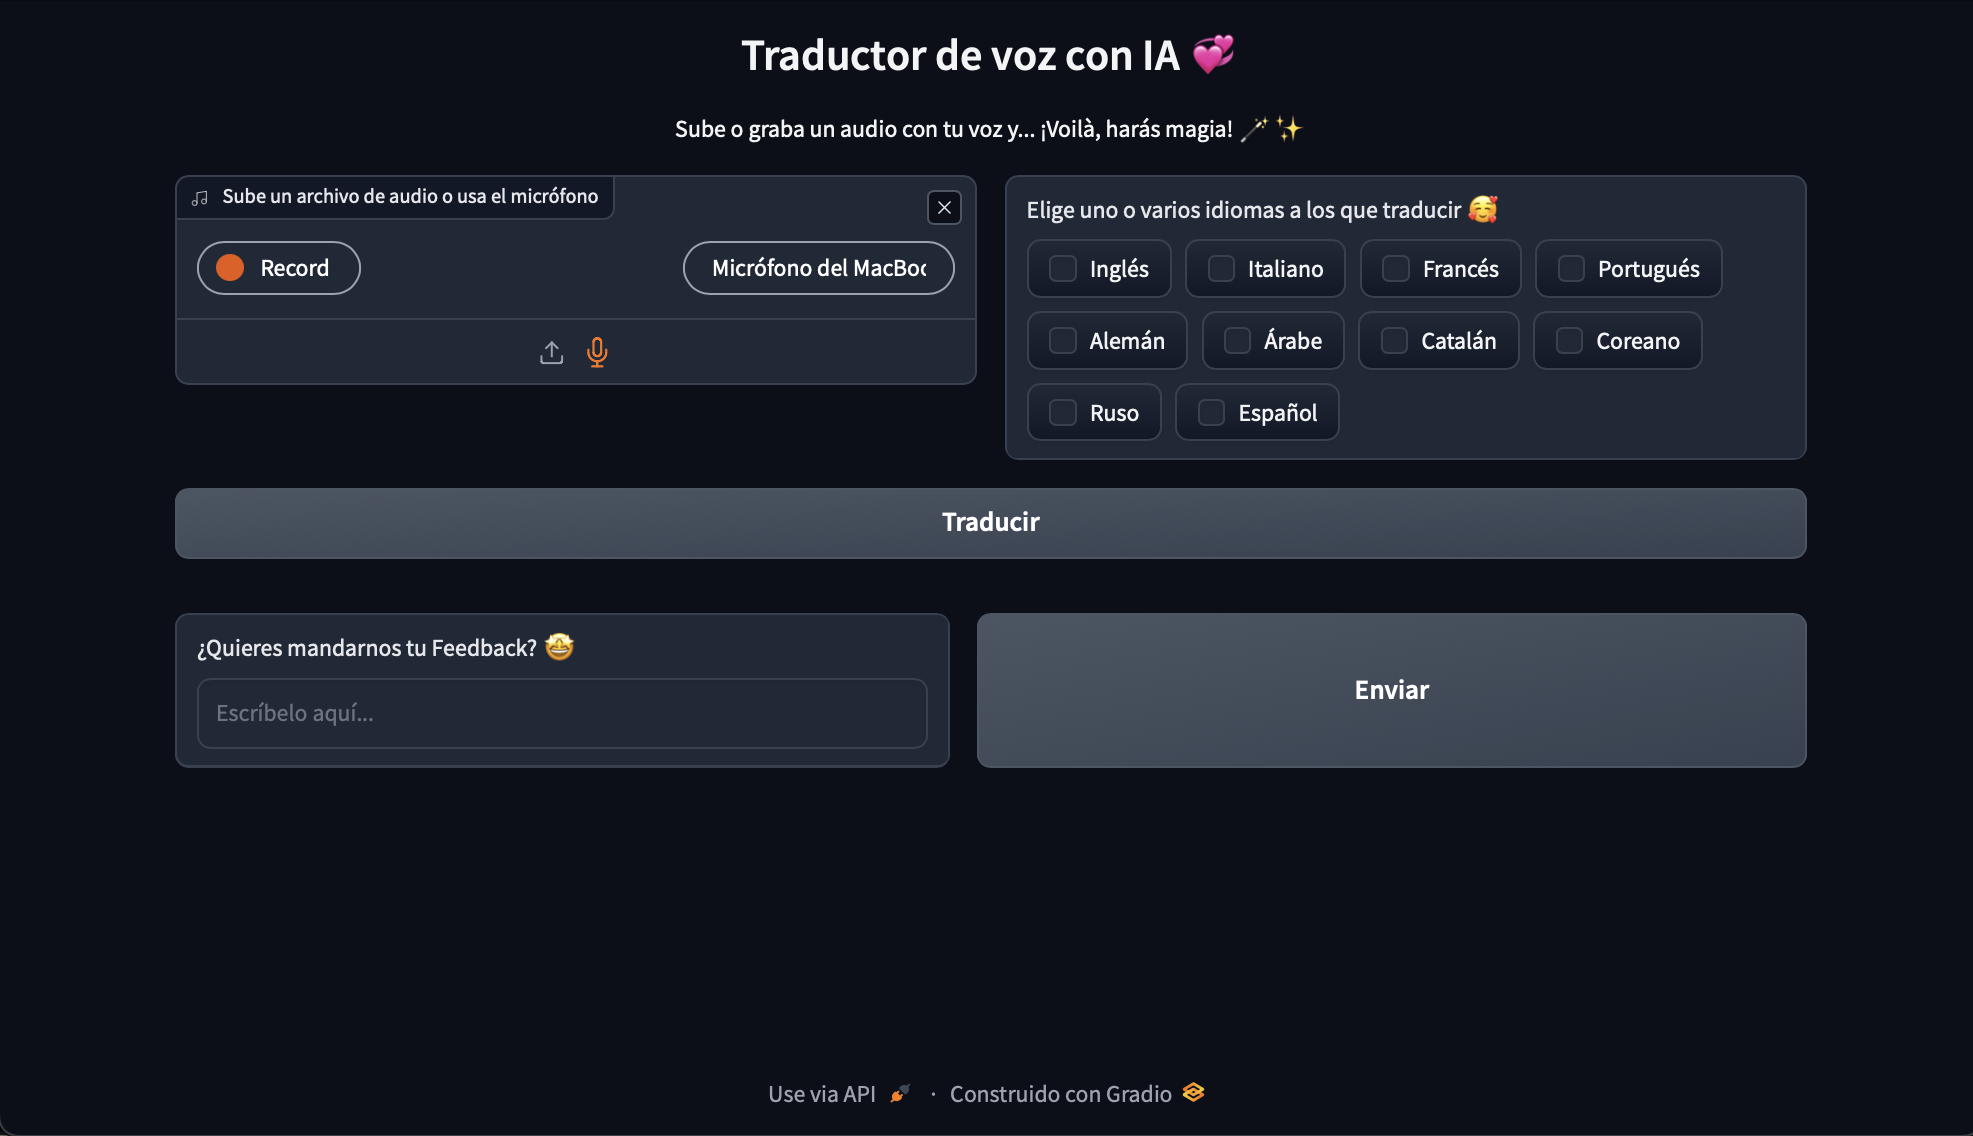 Traductor de voz con IA 💞
Sube o graba un audio con tu voz y... ¡Voilà, harás magia! 🪄✨
Sube un archivo de audio o usa el micrófono
Record
Micrófono del MacBoo
Elige uno o varios idiomas a los que traducir 🥰
Inglés Italiano Francés Portugués
Alemán Árabe Catalán Coreano
Ruso Español
Traducir
¿Quieres mandarnos tu Feedback? 🤩
Escríbelo aquí...
Enviar
Use via API · Construido con Gradio